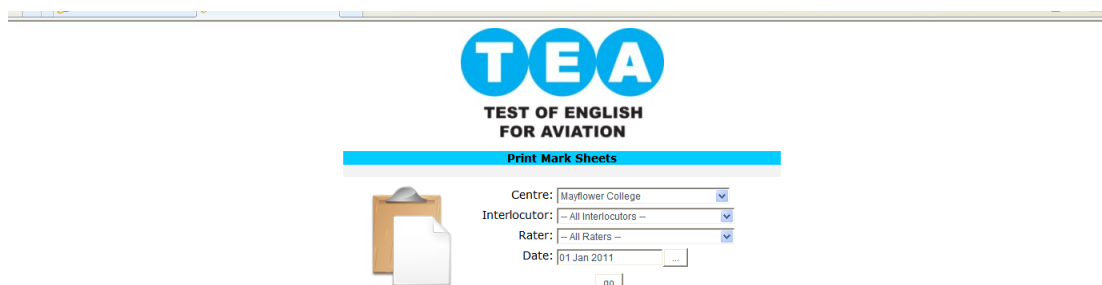 TEA
TEST OF ENGLISH
FOR AVIATION
Print Mark Sheets
Centre: Mayflower College
Interlocutor: -- All Interlocutors --
Rater: -- All Raters --
Date: 01 Jan 2011 ...
go